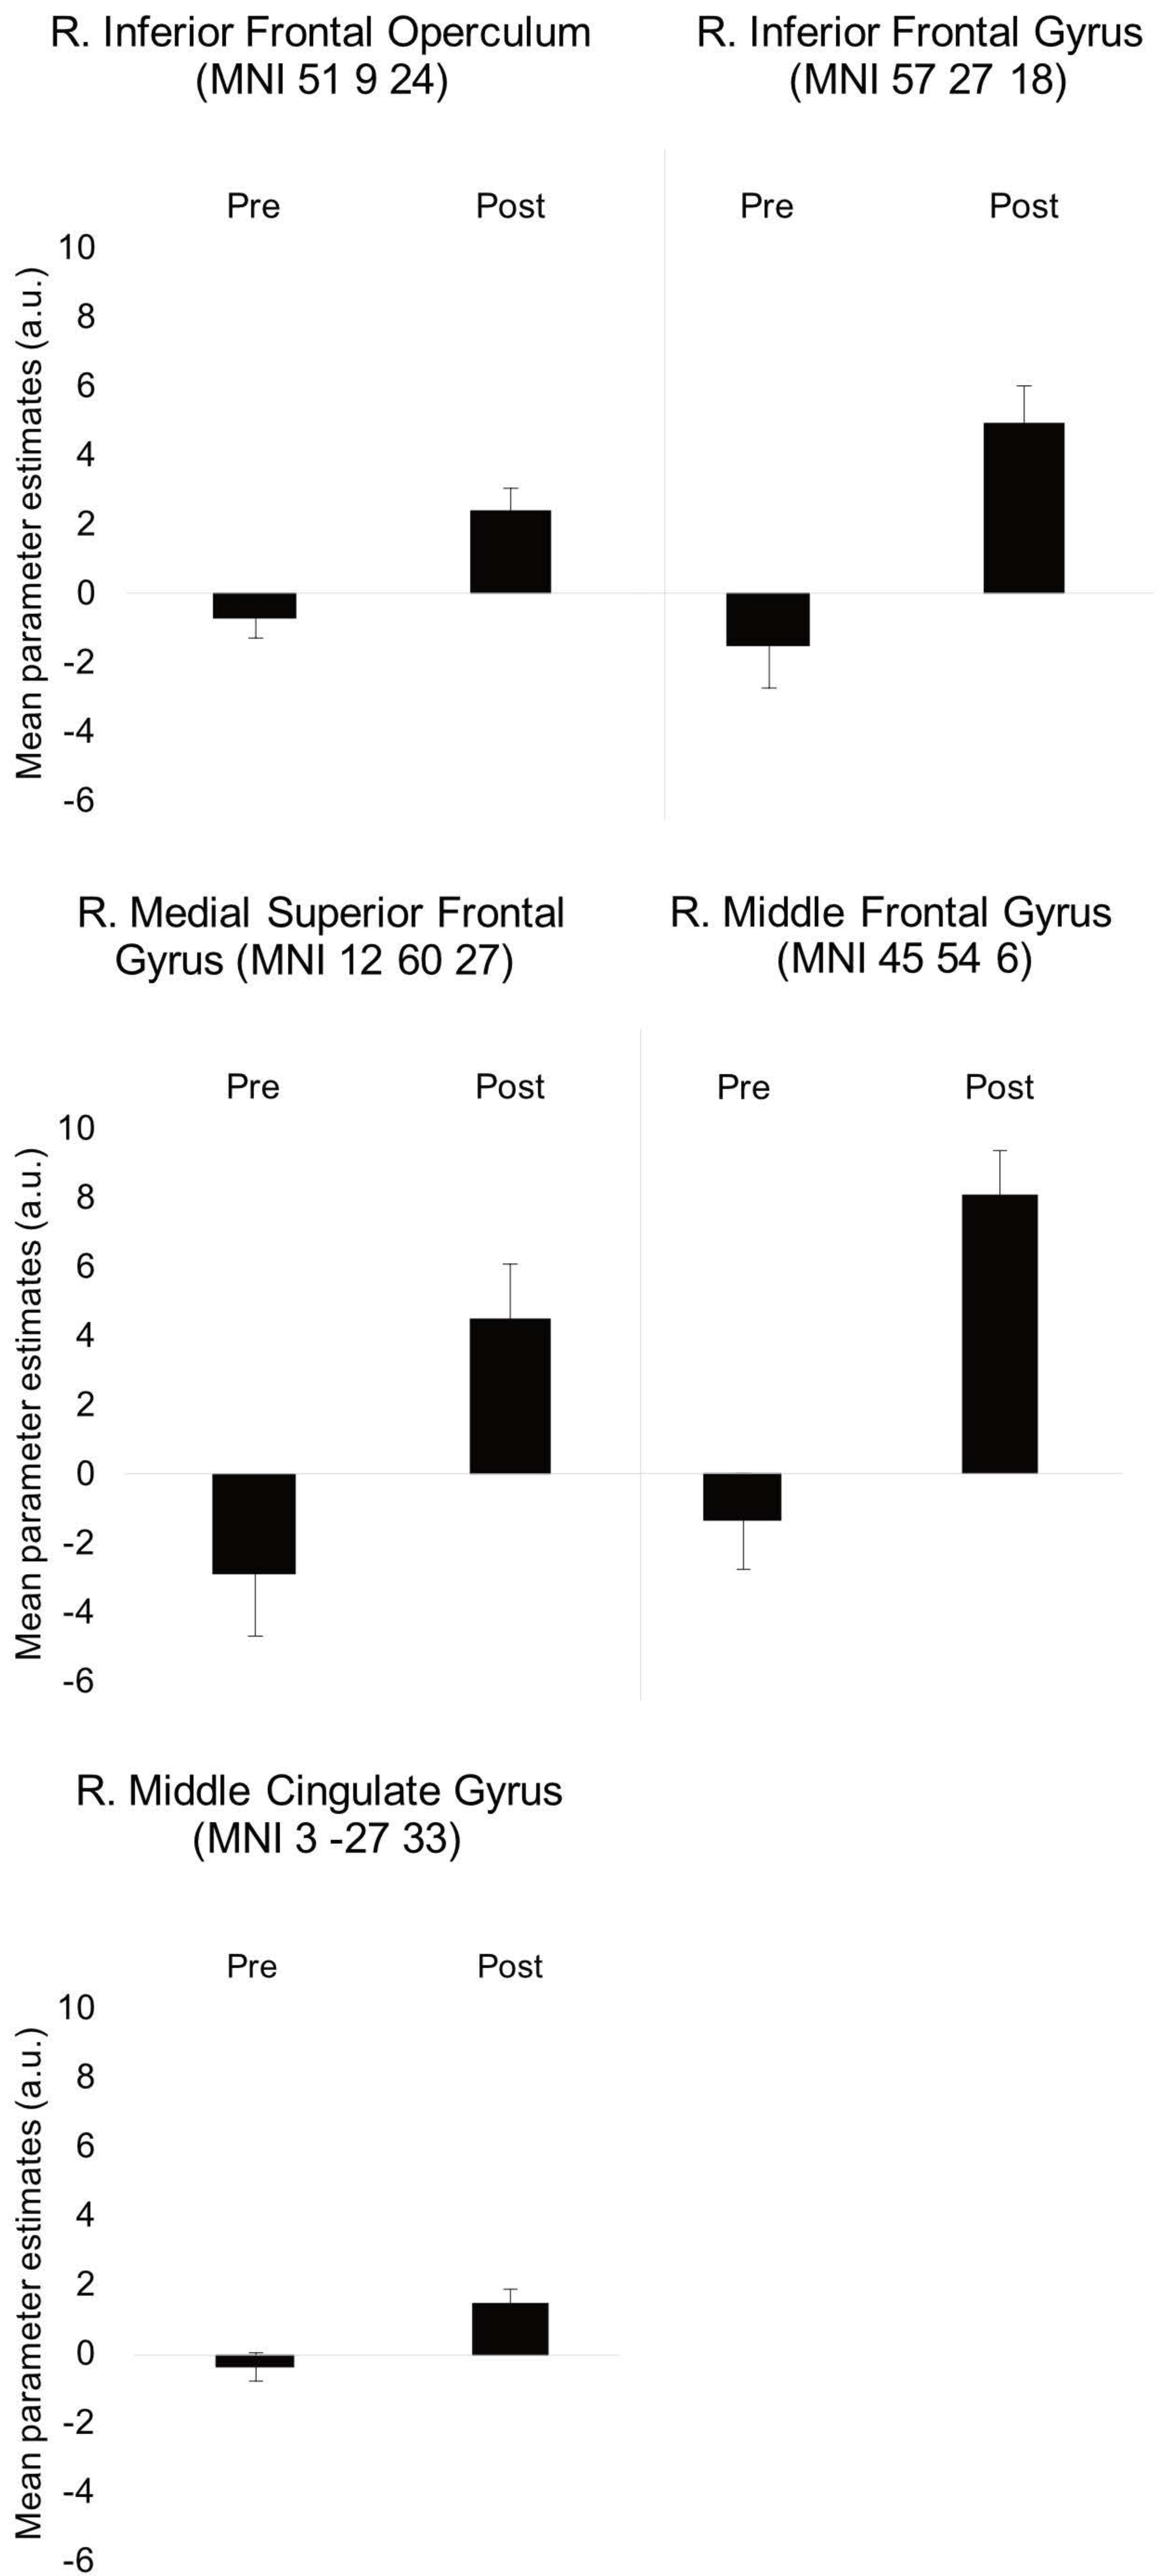 R. Inferior Frontal Operculum
(MNI 51 9 24)
R. Inferior Frontal Gyrus
(MNI 57 27 18)
Pre
Post
Pre
Post
Mean parameter estimates (a.u.)
10
8
6
4
2
0
-2
-4
-6
R. Medial Superior Frontal
Gyrus (MNI 12 60 27)
R. Middle Frontal Gyrus
(MNI 45 54 6)
Pre
Post
Pre
Post
Mean parameter estimates (a.u.)
10
8
6
4
2
0
-2
-4
-6
R. Middle Cingulate Gyrus
(MNI 3 -27 33)
Pre
Post
Mean parameter estimates (a.u.)
10
8
6
4
2
0
-2
-4
-6